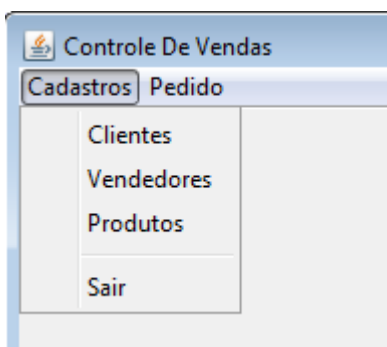 Controle De Vendas
Cadastros Pedido
Clientes
Vendedores
Produtos
Sair